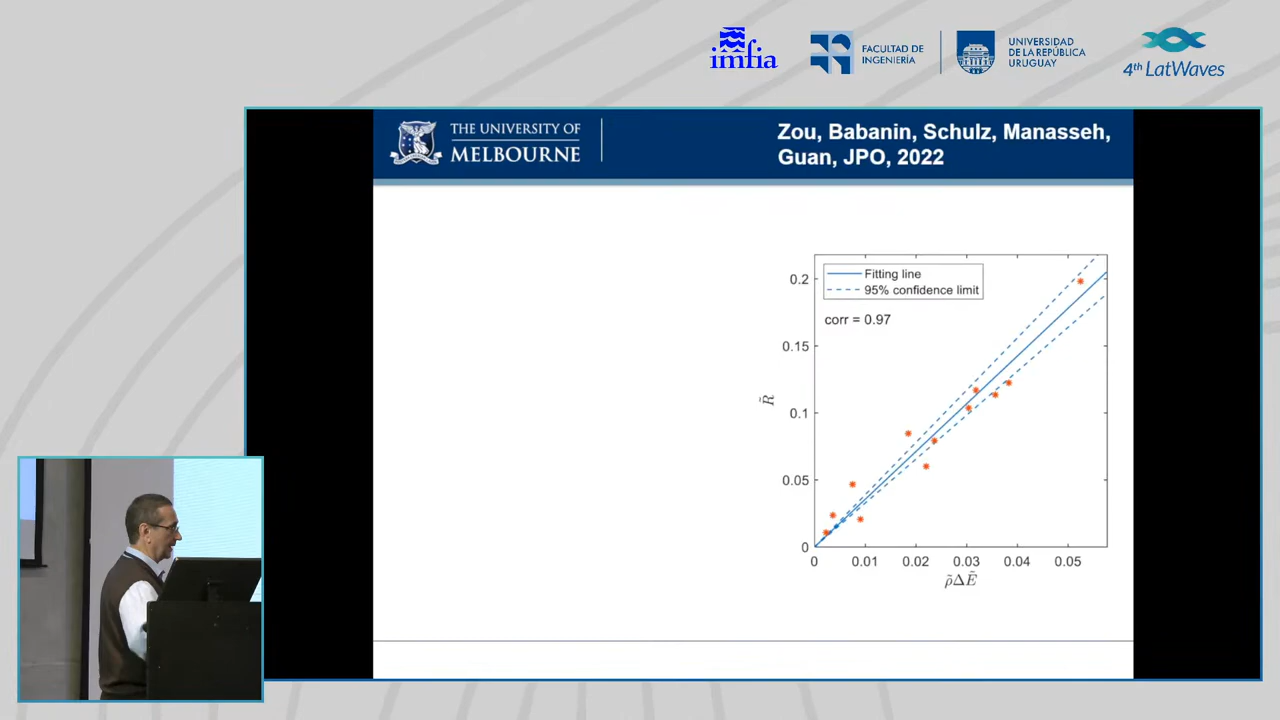 imfia
FACULTAD DE
INGENIERÍA
UNIVERSIDAD
DE LA REPÚBLICA
URUGUAY
4th LatWaves
THE UNIVERSITY OF
MELBOURNE
Zou, Babanin, Schulz, Manasseh,
Guan, JPO, 2022
Fitting line
95% confidence limit
corr = 0.97
0.2
0.15
0.1
0.05
0
R̃
0 0.01 0.02 0.03 0.04 0.05
ρ̃ΔẼ